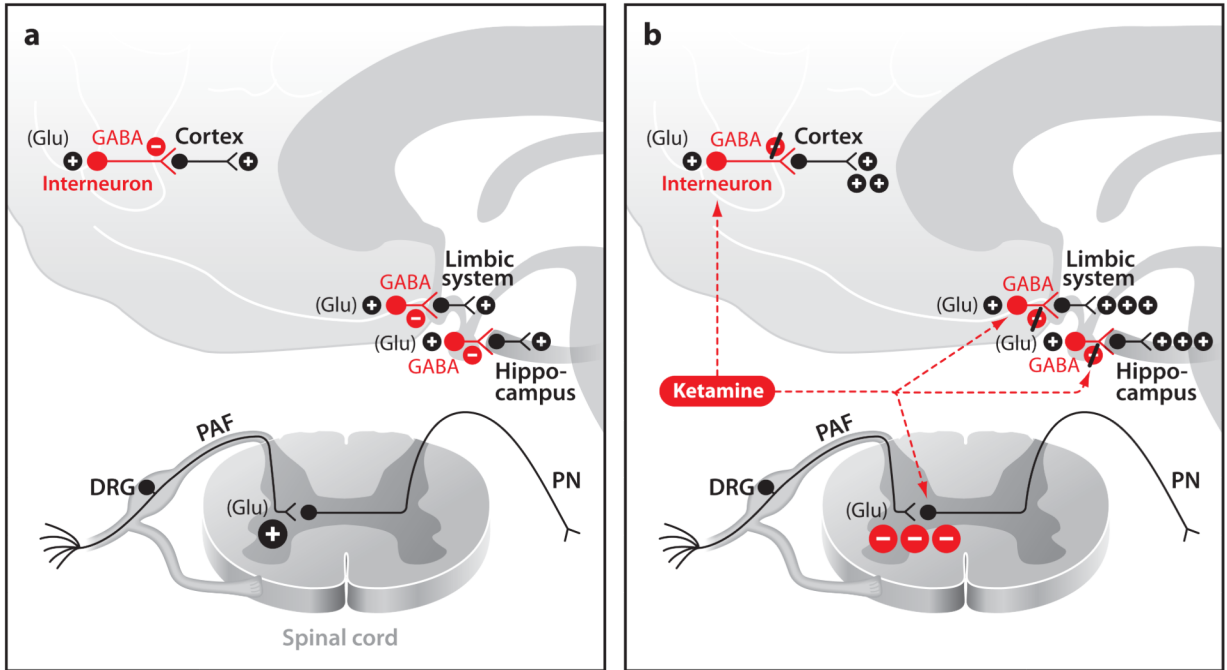 a
(Glu)
GABA
Cortex
Interneuron
Limbic
system
GABA
(Glu)
(Glu)
GABA
Hippo-
campus
PAF
DRG
(Glu)
PN
Spinal cord
b
(Glu)
GABA
Cortex
Interneuron
Limbic
system
GABA
(Glu)
(Glu)
GABA
Hippo-
campus
Ketamine
PAF
DRG
(Glu)
PN